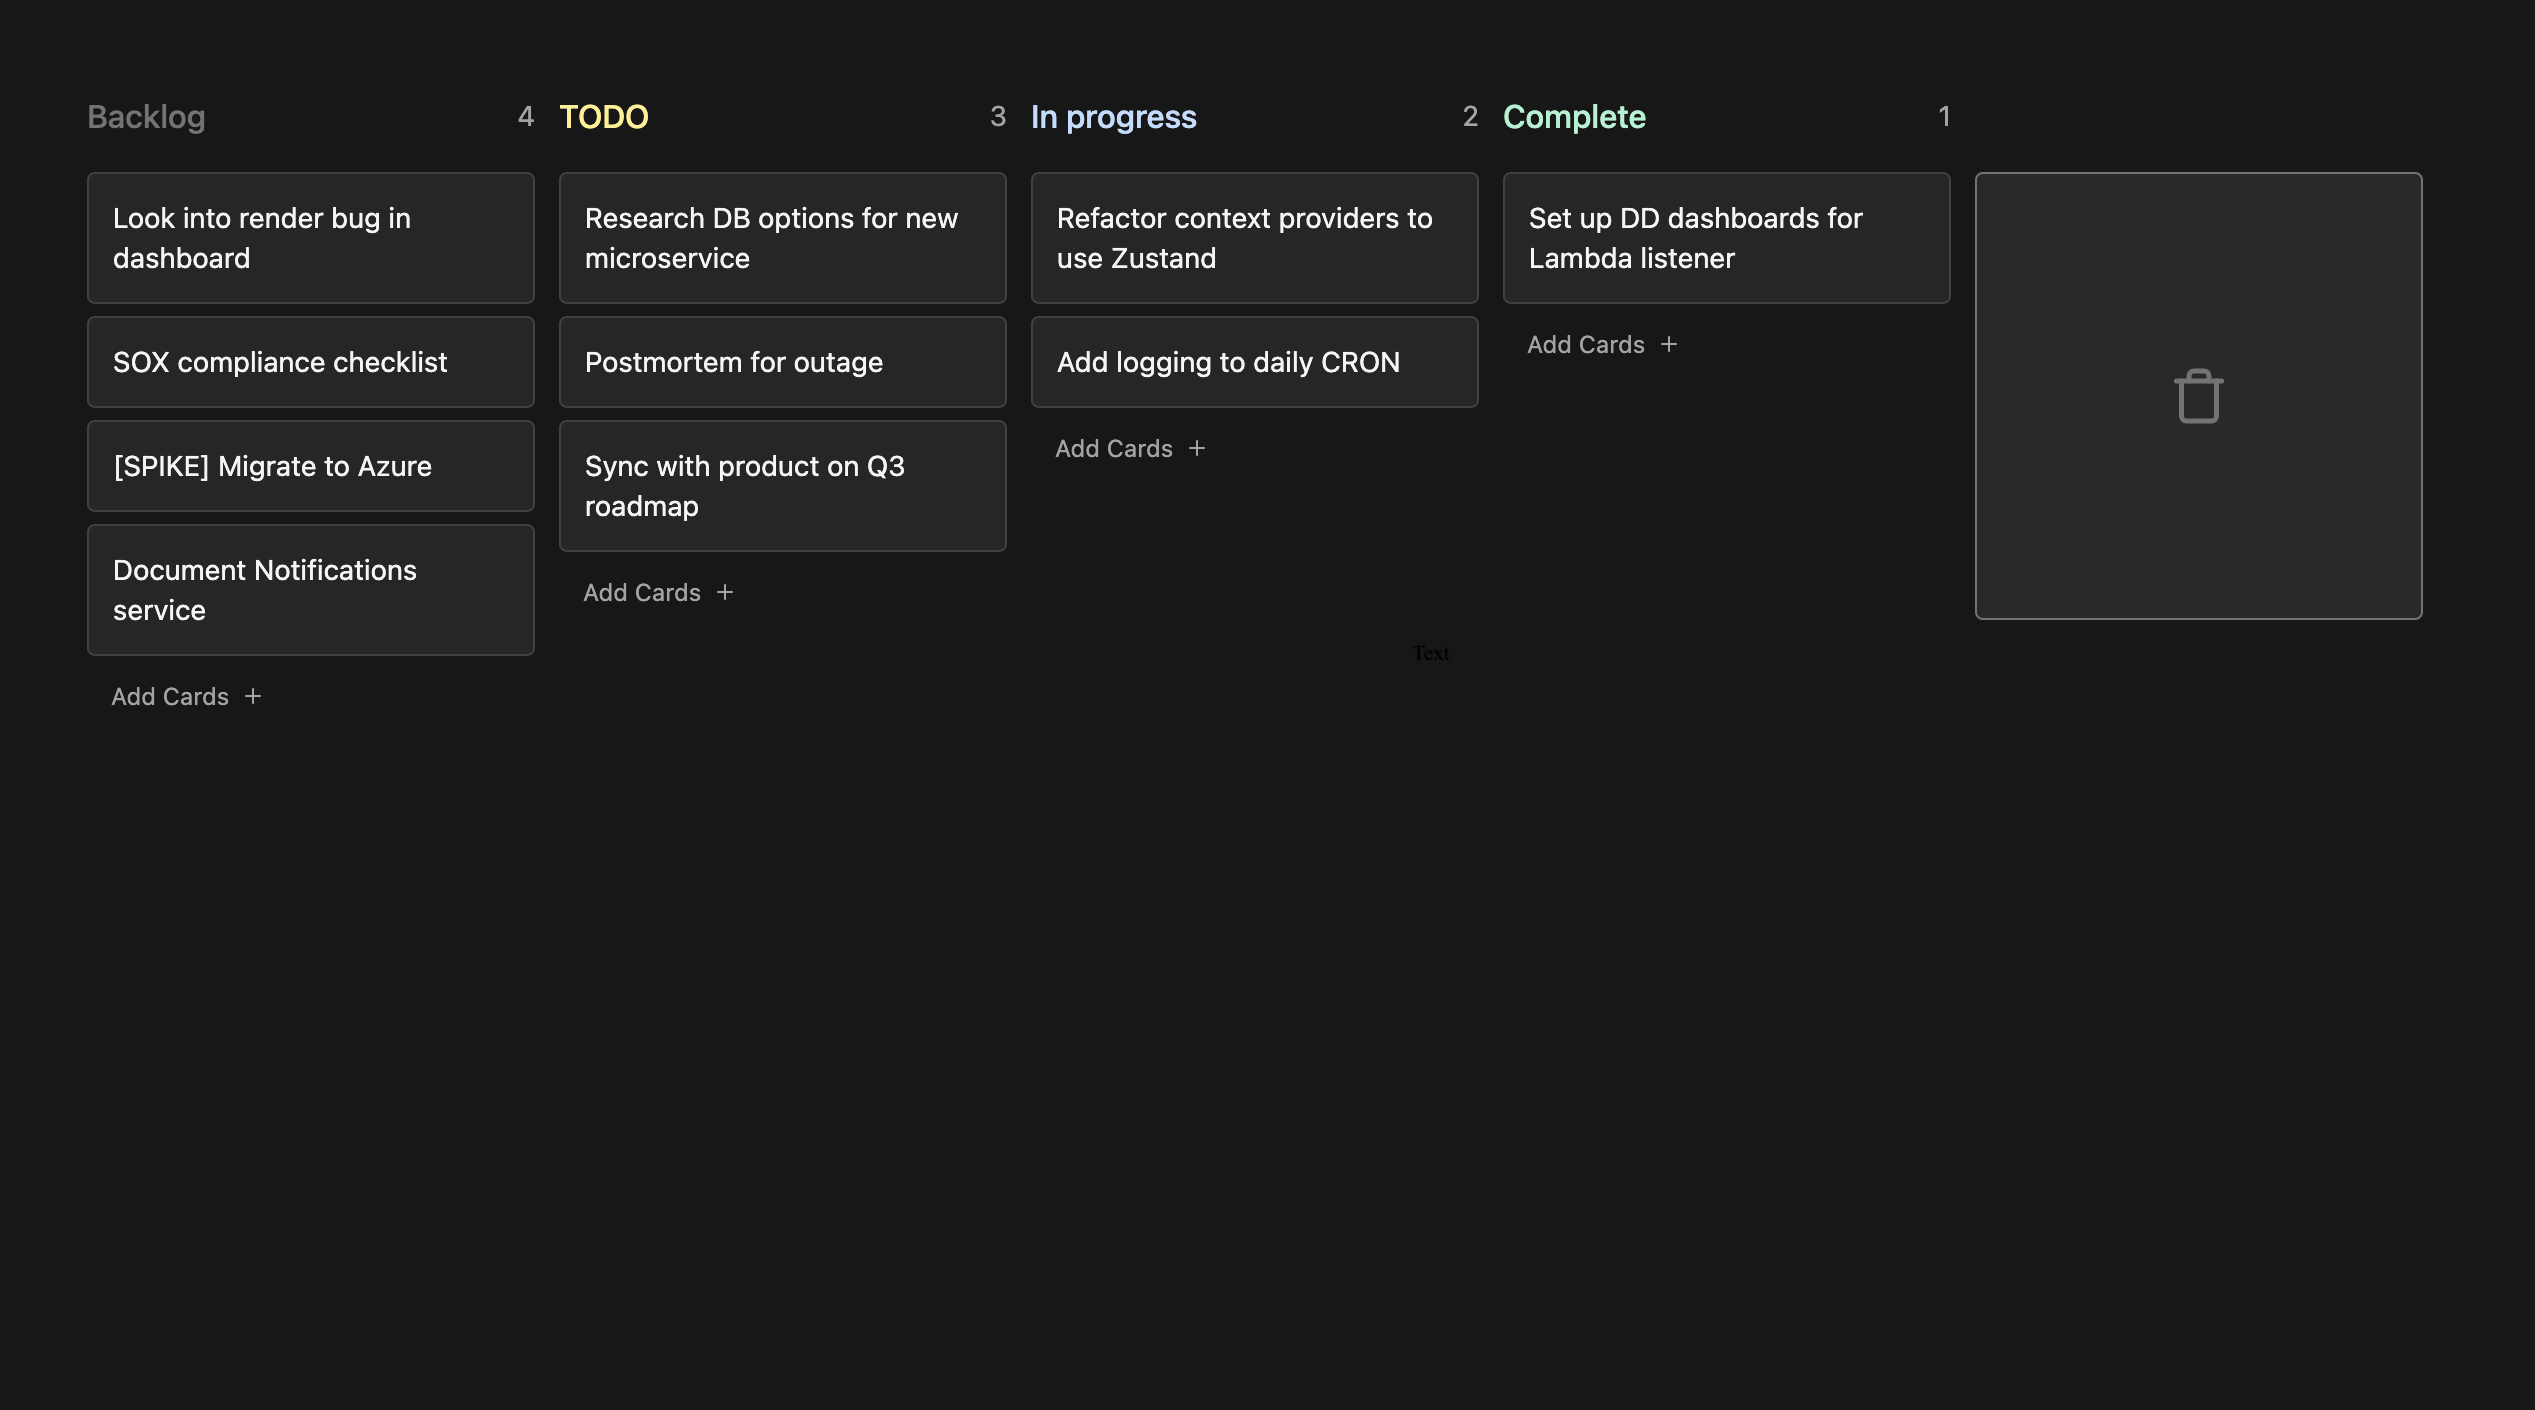 Backlog 4
Look into render bug in
dashboard
SOX compliance checklist
[SPIKE] Migrate to Azure
Document Notifications
service
Add Cards +
TODO 3
Research DB options for new
microservice
Postmortem for outage
Sync with product on Q3
roadmap
Add Cards +
In progress 2
Refactor context providers to
use Zustand
Add logging to daily CRON
Add Cards +
Text
Complete 1
Set up DD dashboards for
Lambda listener
Add Cards +